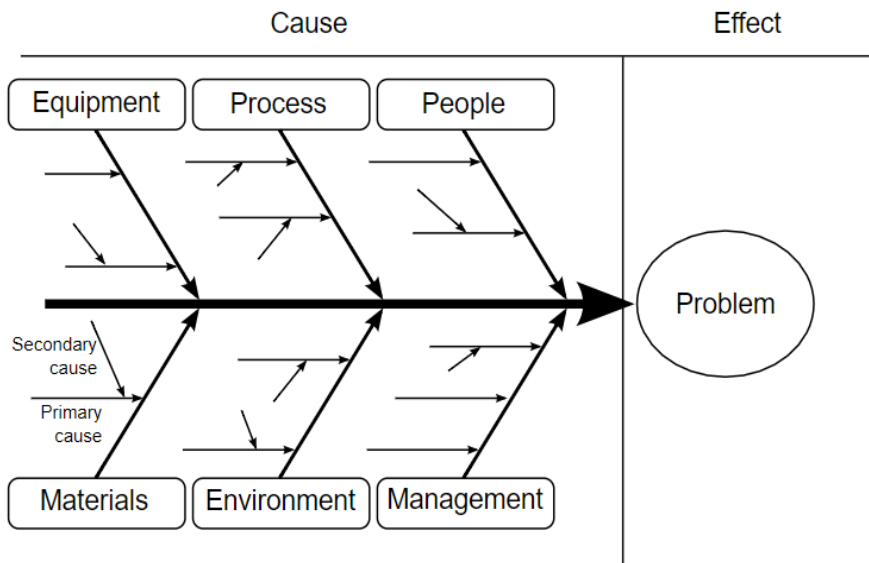 Cause
Effect
Equipment
Process
People
Problem
Secondary
cause
Primary
cause
Materials
Environment
Management